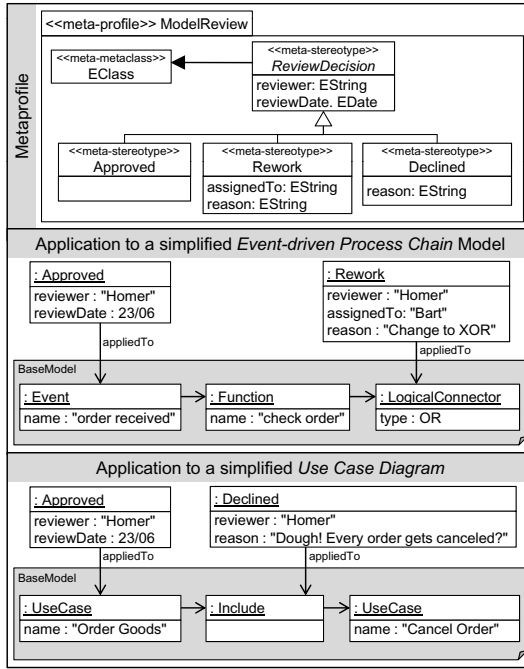 <<meta-profile>> ModelReview
Metaprofile
<<meta-metaclass>>
EClass
<<meta-stereotype>>
ReviewDecision
reviewer: EString
reviewDate. EDate
<<meta-stereotype>>
Approved
<<meta-stereotype>>
Rework
assignedTo: EString
reason: EString
<<meta-stereotype>>
Declined
reason: EString
Application to a simplified Event-driven Process Chain Model
: Approved
reviewer : "Homer"
reviewDate : 23/06
: Rework
reviewer : "Homer"
assignedTo: "Bart"
reason : "Change to XOR"
appliedTo
appliedTo
BaseModel
: Event
name : "order received"
: Function
name : "check order"
: LogicalConnector
type : OR
Application to a simplified Use Case Diagram
: Approved
reviewer : "Homer"
reviewDate : 23/06
: Declined
reviewer : "Homer"
reason : "Dough! Every order gets canceled?"
appliedTo
appliedTo
BaseModel
: UseCase
name : "Order Goods"
: Include
: UseCase
name : "Cancel Order"